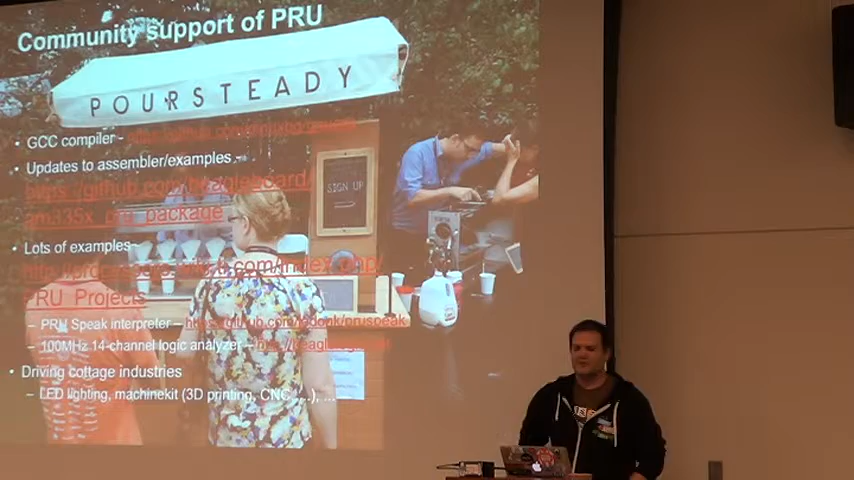 Community support of PRU
POURSTEADY
• GCC compiler -
• Updates to assembler/examples –
https://github.com/beagleboard/
am335x_pru_package
SIGN UP
• Lots of examples-
PRU_Projects
– PRU Speak interpreter –
– 100MHz 14-channel logic analyzer –
• Driving cottage industries
– LED lighting, machinekit (3D printing, CNC, ...), ...